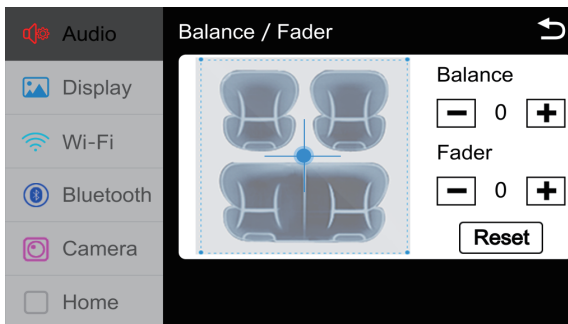 Audio
Balance / Fader
Display
Wi-Fi
Bluetooth
Camera
Home
Balance
0
Fader
0
Reset